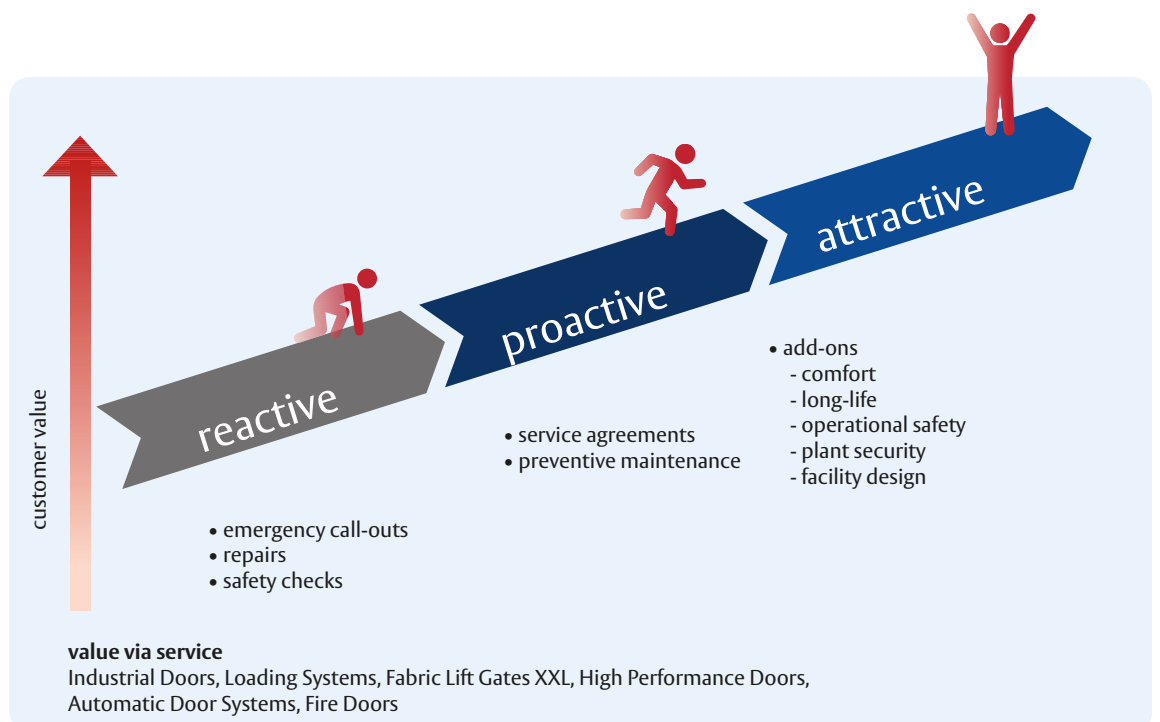 attractive
proactive
reactive
customer value
• add-ons
- comfort
- long-life
- operational safety
- plant security
- facility design
• service agreements
• preventive maintenance
• emergency call-outs
• repairs
• safety checks
value via service
Industrial Doors, Loading Systems, Fabric Lift Gates XXL, High Performance Doors,
Automatic Door Systems, Fire Doors